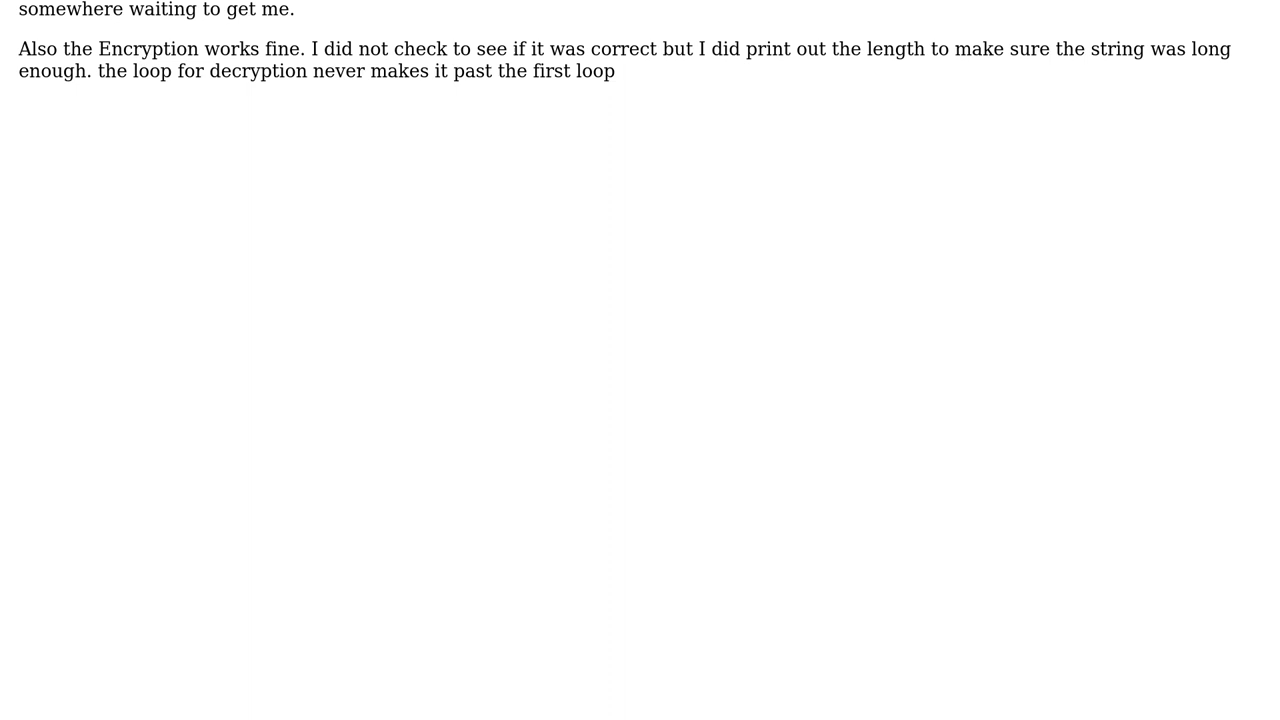 somewhere waiting to get me.
Also the Encryption works fine. I did not check to see if it was correct but I did print out the length to make sure the string was long
enough. the loop for decryption never makes it past the first loop